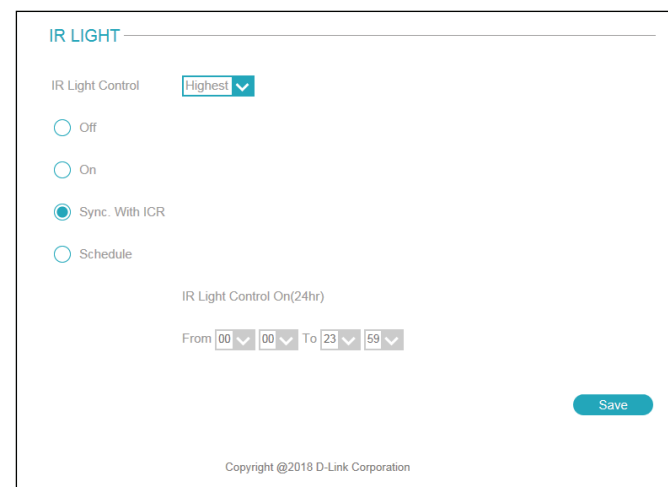 IR LIGHT
IR Light Control Highest
Off
On
Sync. With ICR
Schedule
IR Light Control On(24hr)
From 00 00 To 23 59
Save
Copyright @2018 D-Link Corporation